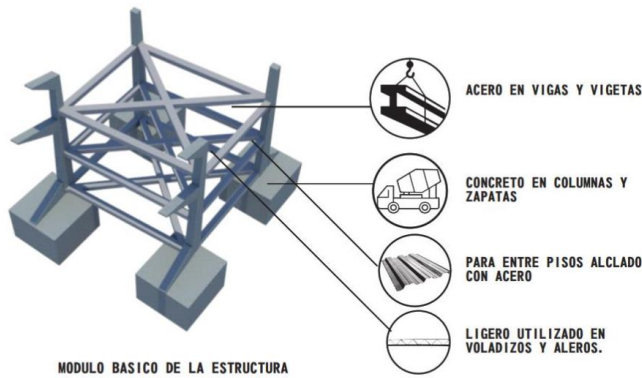 ACERO EN VIGAS Y VIGETAS
CONCRETO EN COLUMNAS Y
ZAPATAS
PARA ENTRE PISOS ALCLADO
CON ACERO
LIGERO UTILIZADO EN
VOLADIZOS Y ALEROS.
MODULO BASICO DE LA ESTRUCTURA